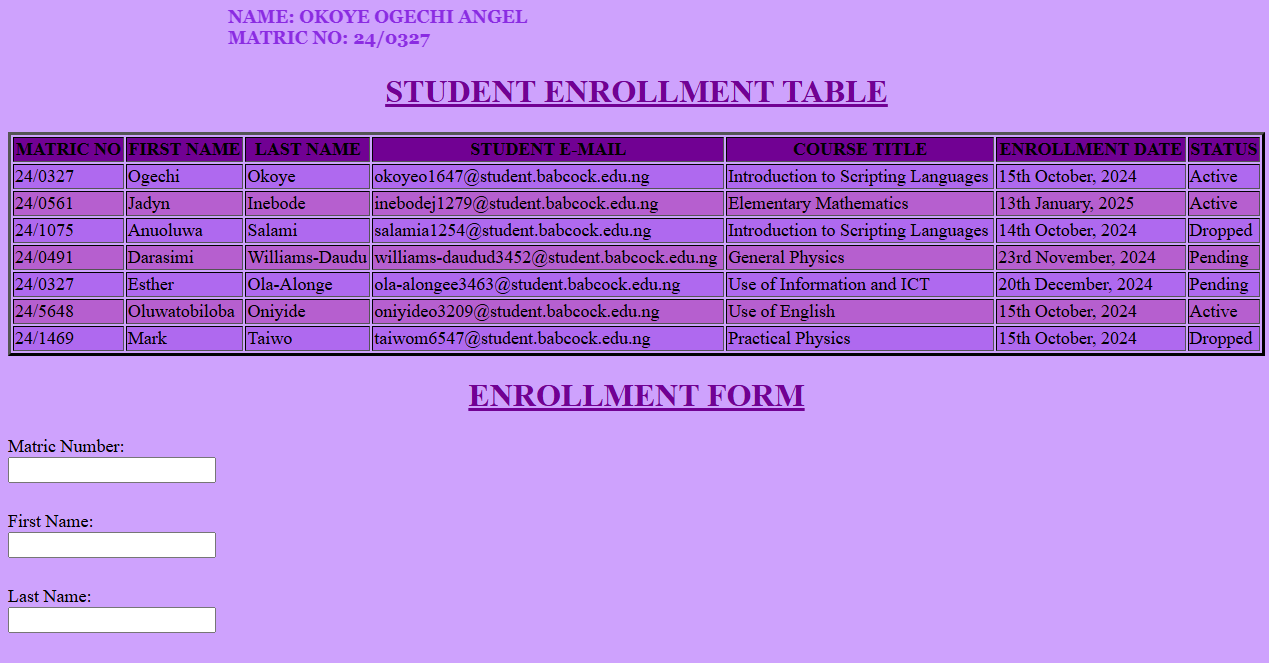 NAME: OKOYE OGECHI ANGEL
MATRIC NO: 24/0327
STUDENT ENROLLMENT TABLE
MATRIC NO FIRST NAME LAST NAME STUDENT E-MAIL COURSE TITLE ENROLLMENT DATE STATUS
24/0327 Ogechi Okoye okoyeo1647@student.babcock.edu.ng Introduction to Scripting Languages 15th October, 2024 Active
24/0561 Jadyn Inebode inebodej1279@student.babcock.edu.ng Elementary Mathematics 13th January, 2025 Active
24/1075 Anuoluwa Salami salamia1254@student.babcock.edu.ng Introduction to Scripting Languages 14th October, 2024 Dropped
24/0491 Darasimi Williams-Daudu williams-daudud3452@student.babcock.edu.ng General Physics 23rd November, 2024 Pending
24/0327 Esther Ola-Alonge ola-alongee3463@student.babcock.edu.ng Use of Information and ICT 20th December, 2024 Pending
24/5648 Oluwatobiloba Oniyide oniyideo3209@student.babcock.edu.ng Use of English 15th October, 2024 Active
24/1469 Mark Taiwo taiwom6547@student.babcock.edu.ng Practical Physics 15th October, 2024 Dropped
ENROLLMENT FORM
Matric Number:
First Name:
Last Name: